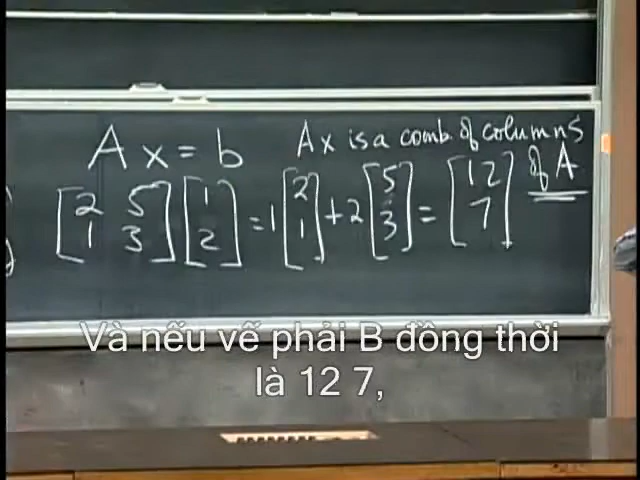 Ax = b
Ax is a comb. of columns of A
[2 5; 1 3] [1; 2] = 1 [2; 1] + 2 [5; 3] = [12; 7]
Và nếu vẽ phải B đồng thời
là 12 7,